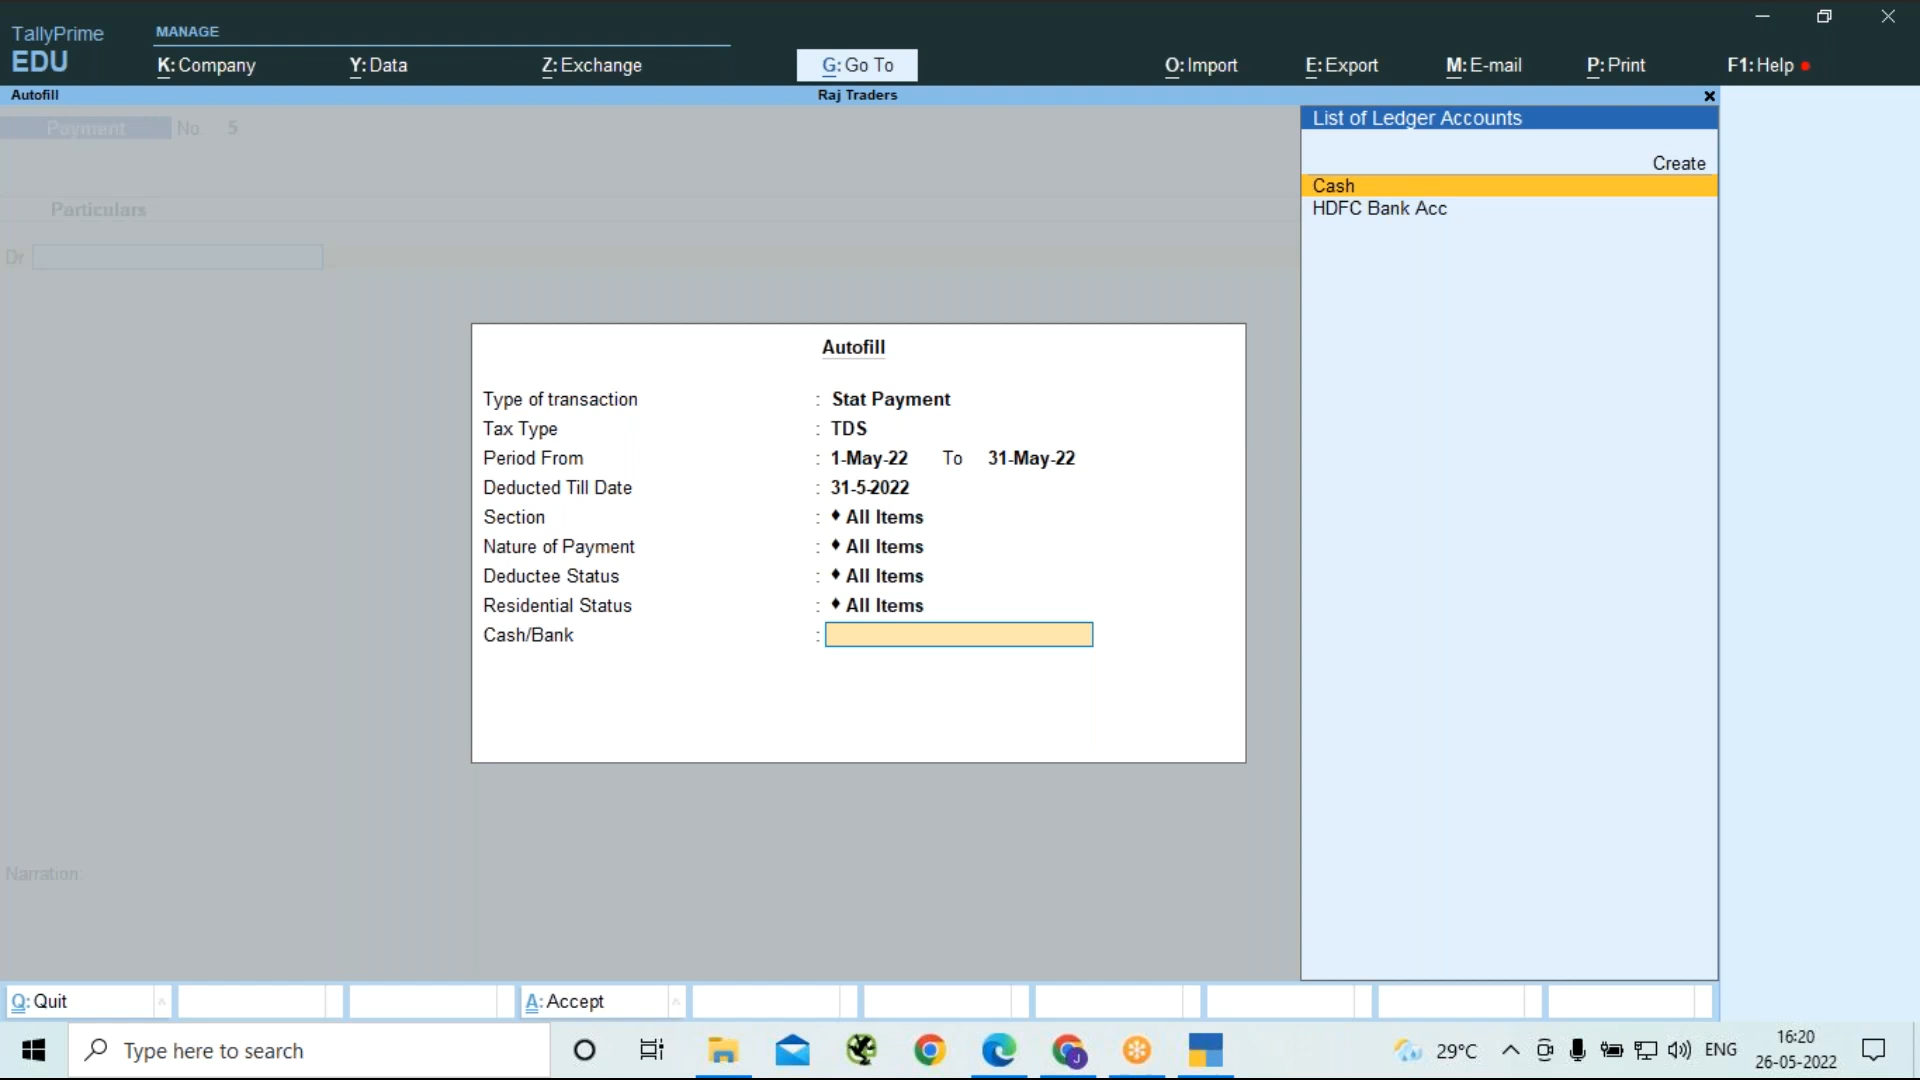 TallyPrime
EDU
MANAGE
K: Company
Y: Data
Z: Exchange
G: Go To
O: Import
E: Export
M: E-mail
P: Print
F1: Help
Autofill
Raj Traders
Payment No 5
List of Ledger Accounts
Create
Cash
HDFC Bank Acc
Particulars
Dr
Autofill
Type of transaction : Stat Payment
Tax Type : TDS
Period From : 1-May-22 To 31-May-22
Deducted Till Date : 31-5-2022
Section : ♦ All Items
Nature of Payment : ♦ All Items
Deductee Status : ♦ All Items
Residential Status : ♦ All Items
Cash/Bank :
Narration:
Q: Quit
A: Accept
Type here to search
29°C
ENG
16:20
26-05-2022